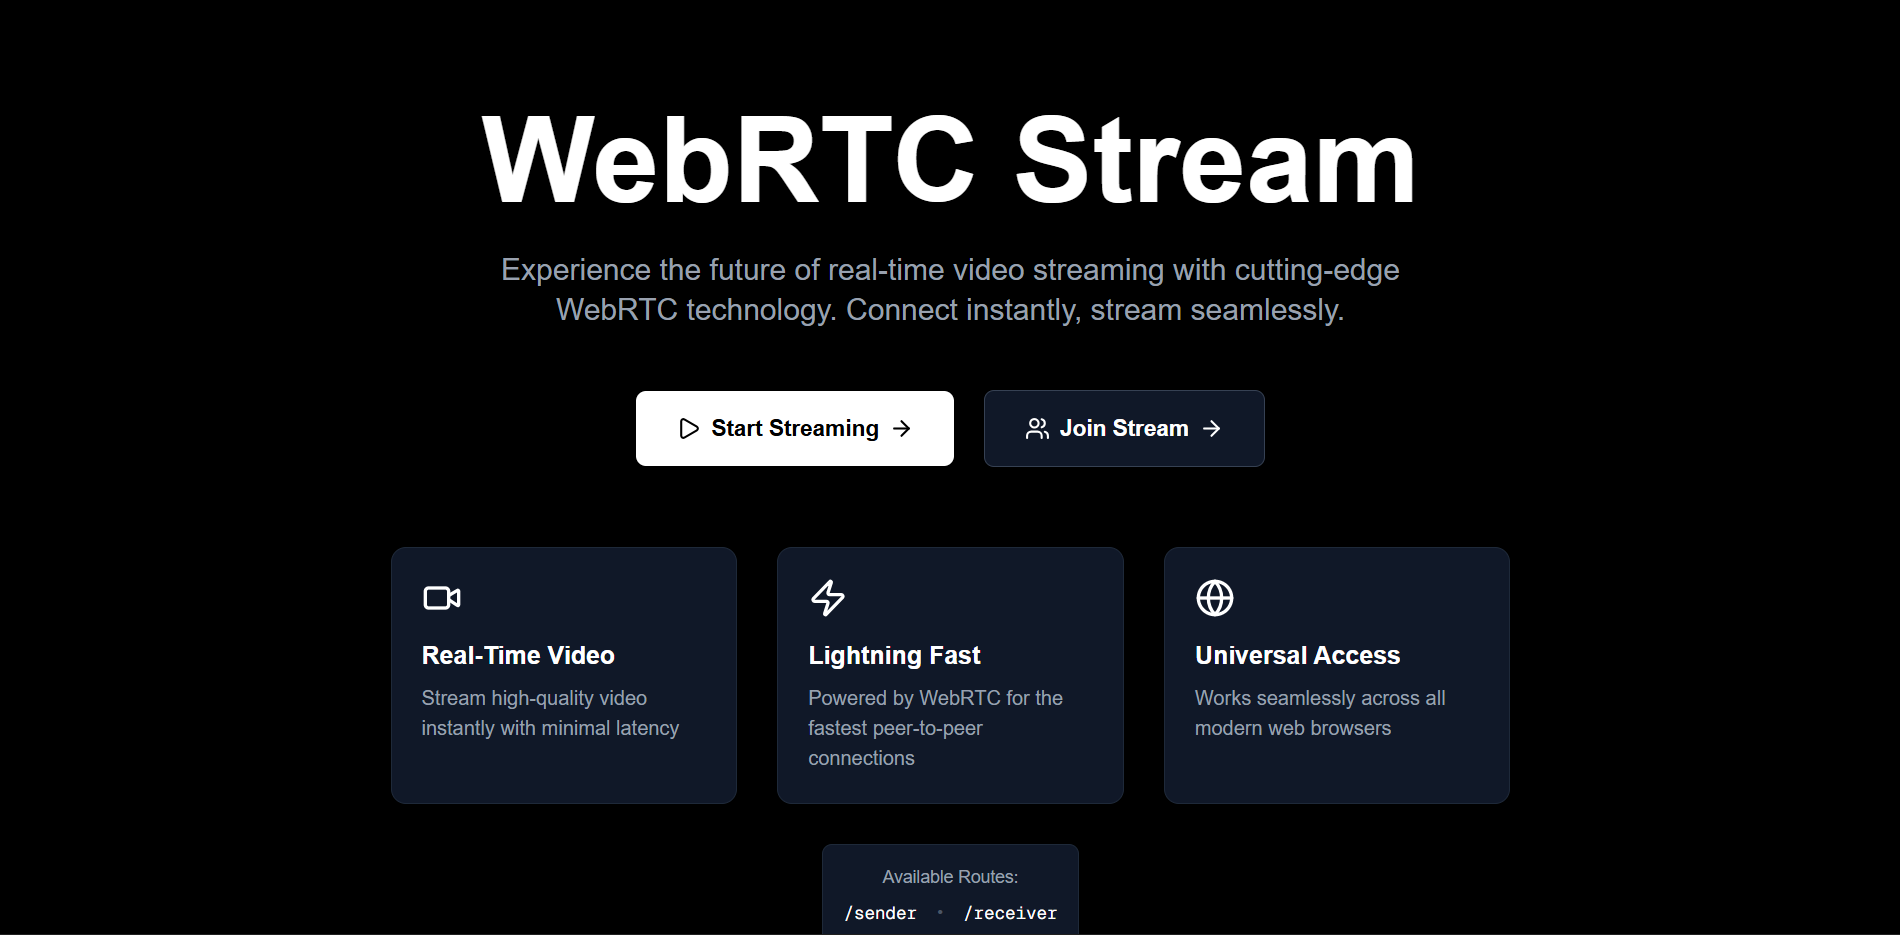 WebRTC Stream
Experience the future of real-time video streaming with cutting-edge
WebRTC technology. Connect instantly, stream seamlessly.
Start Streaming →
Join Stream →
Real-Time Video
Stream high-quality video
instantly with minimal latency
Lightning Fast
Powered by WebRTC for the
fastest peer-to-peer
connections
Universal Access
Works seamlessly across all
modern web browsers
Available Routes:
/sender • /receiver